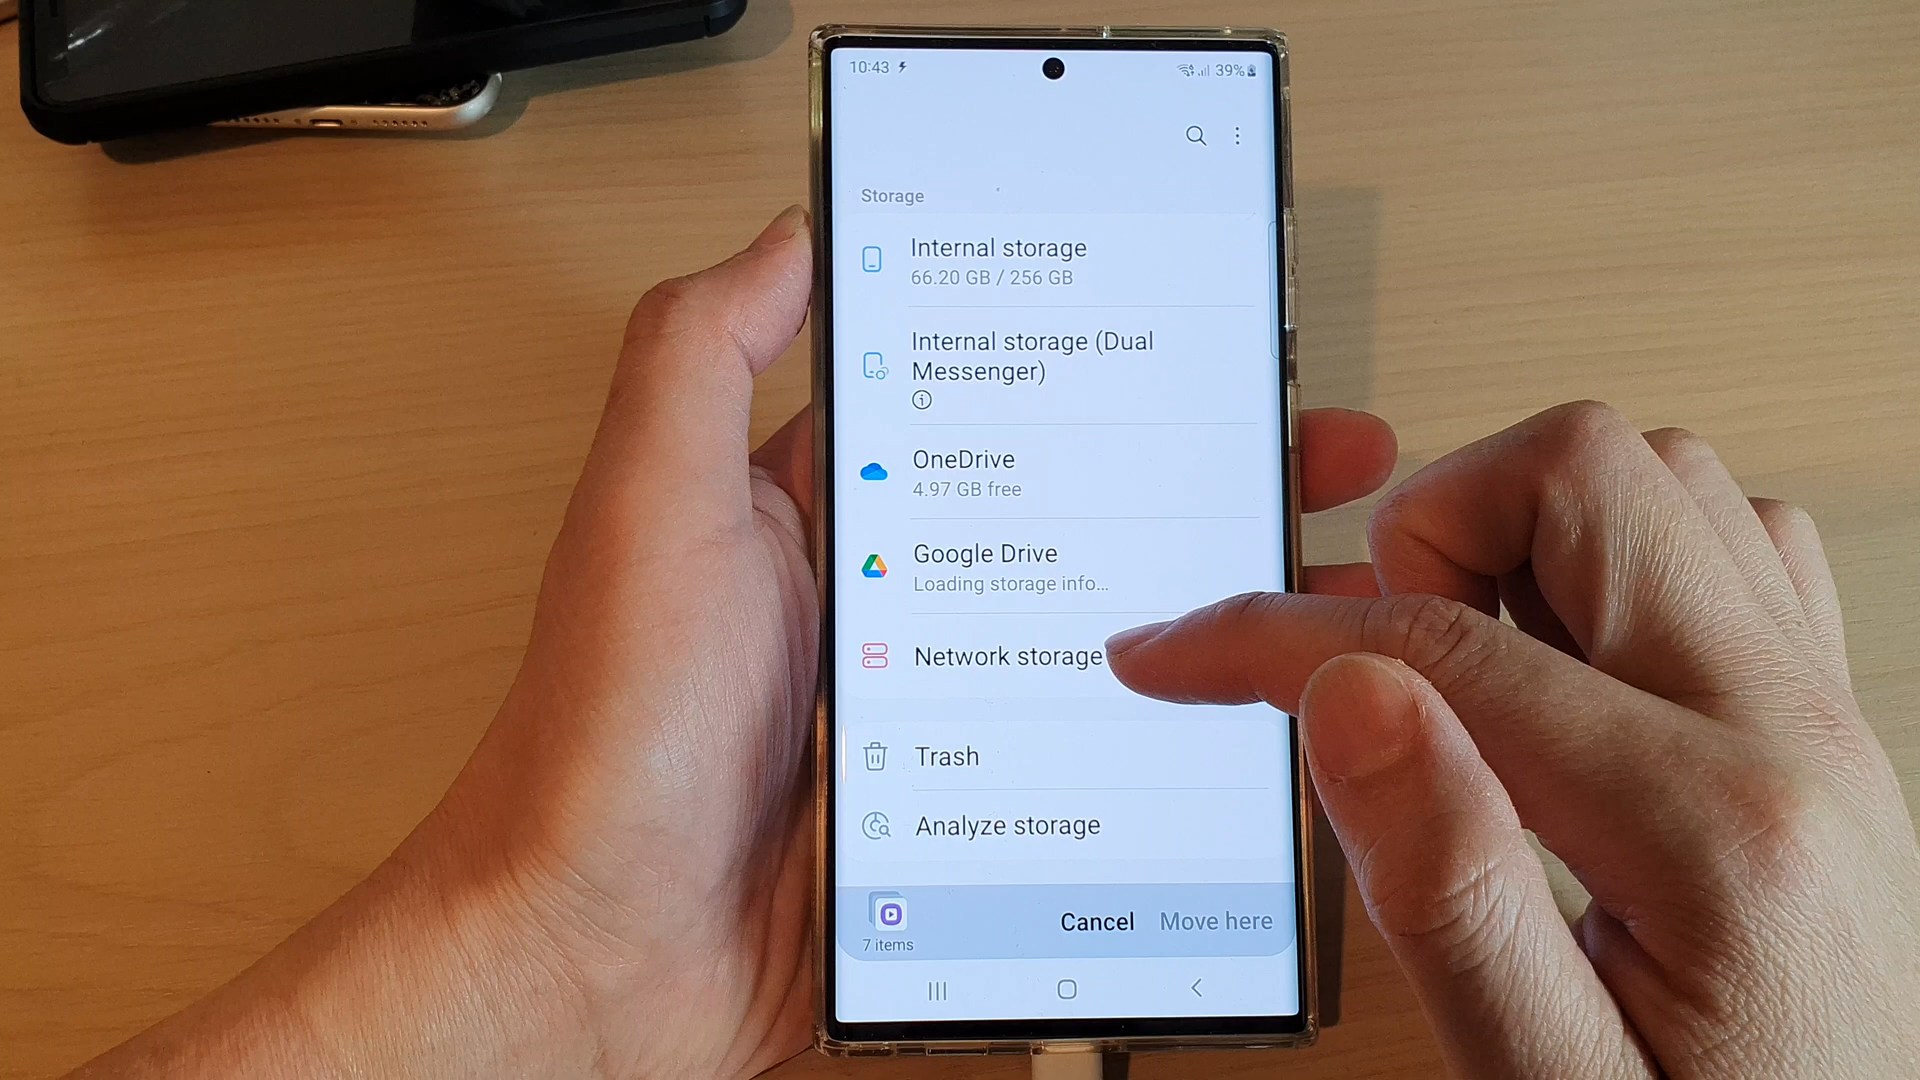 10:43
39%
Storage
Internal storage
66.20 GB / 256 GB
Internal storage (Dual
Messenger)
OneDrive
4.97 GB free
Google Drive
Loading storage info...
Network storage
Trash
Analyze storage
7 items
Cancel
Move here